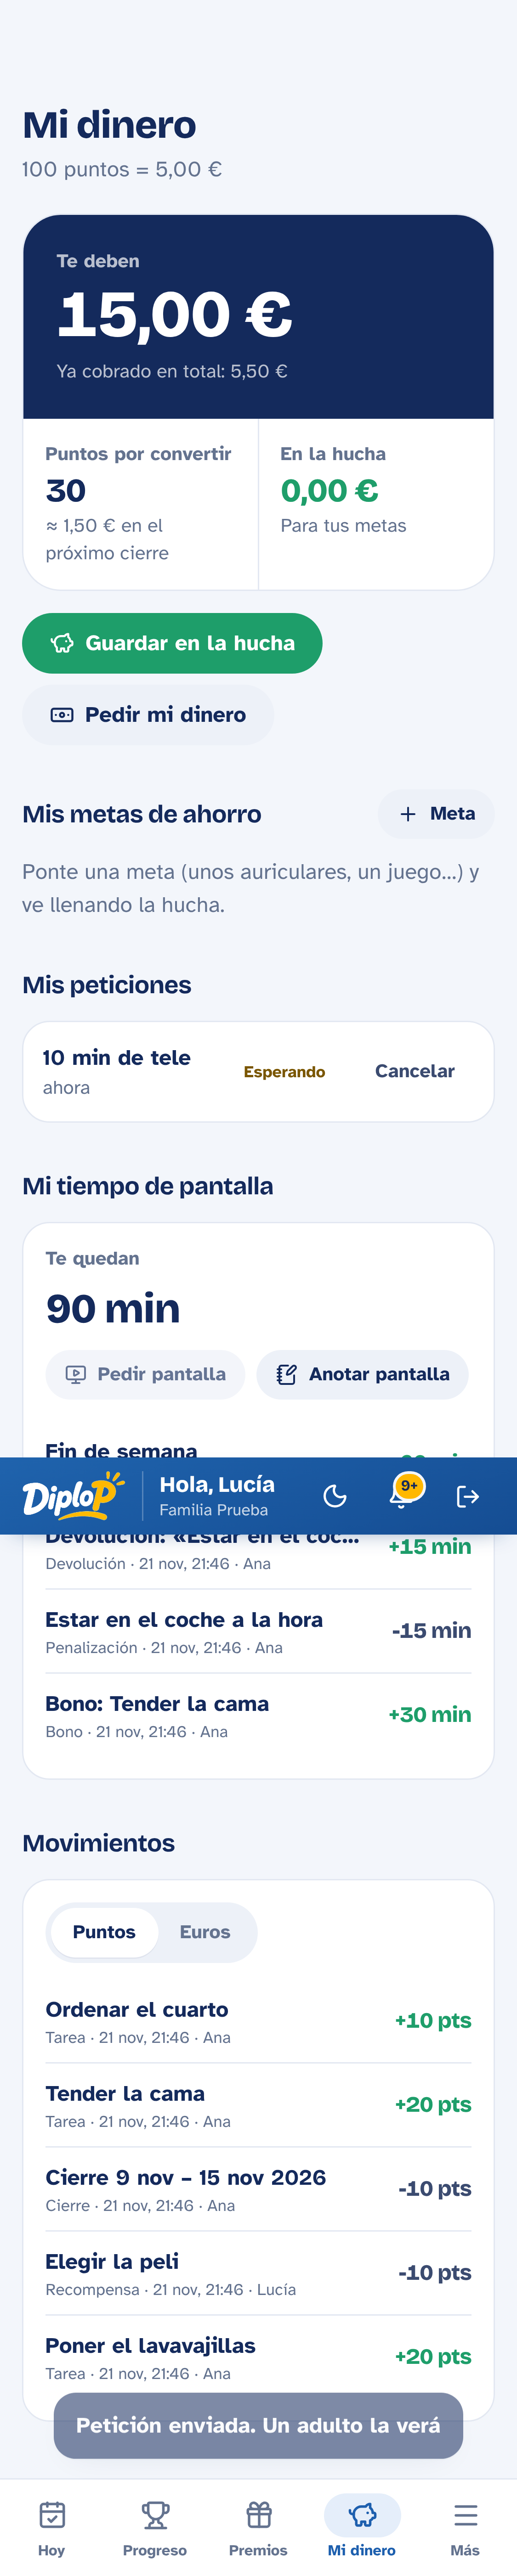 Mi dinero
100 puntos = 5,00 €
Te deben
15,00 €
Ya cobrado en total: 5,50 €
Puntos por convertir
30
≈ 1,50 € en el
próximo cierre
En la hucha
0,00 €
Para tus metas
Guardar en la hucha
Pedir mi dinero
Mis metas de ahorro
Meta
Ponte una meta (unos auriculares, un juego...) y
ve llenando la hucha.
Mis peticiones
10 min de tele
ahora
Esperando
Cancelar
Mi tiempo de pantalla
Te quedan
90 min
Pedir pantalla
Anotar pantalla
Fin de semana
DiploP
Hola, Lucía
Familia Prueba
9+
Devolución: «Estar en el coc...
+15 min
Devolución · 21 nov, 21:46 · Ana
Estar en el coche a la hora
-15 min
Penalización · 21 nov, 21:46 · Ana
Bono: Tender la cama
+30 min
Bono · 21 nov, 21:46 · Ana
Movimientos
Puntos
Euros
Ordenar el cuarto
+10 pts
Tarea · 21 nov, 21:46 · Ana
Tender la cama
+20 pts
Tarea · 21 nov, 21:46 · Ana
Cierre 9 nov – 15 nov 2026
-10 pts
Cierre · 21 nov, 21:46 · Ana
Elegir la peli
-10 pts
Recompensa · 21 nov, 21:46 · Lucía
Poner el lavavajillas
+20 pts
Tarea · 21 nov, 21:46 · Ana
Petición enviada. Un adulto la verá
Hoy
Progreso
Premios
Mi dinero
Más